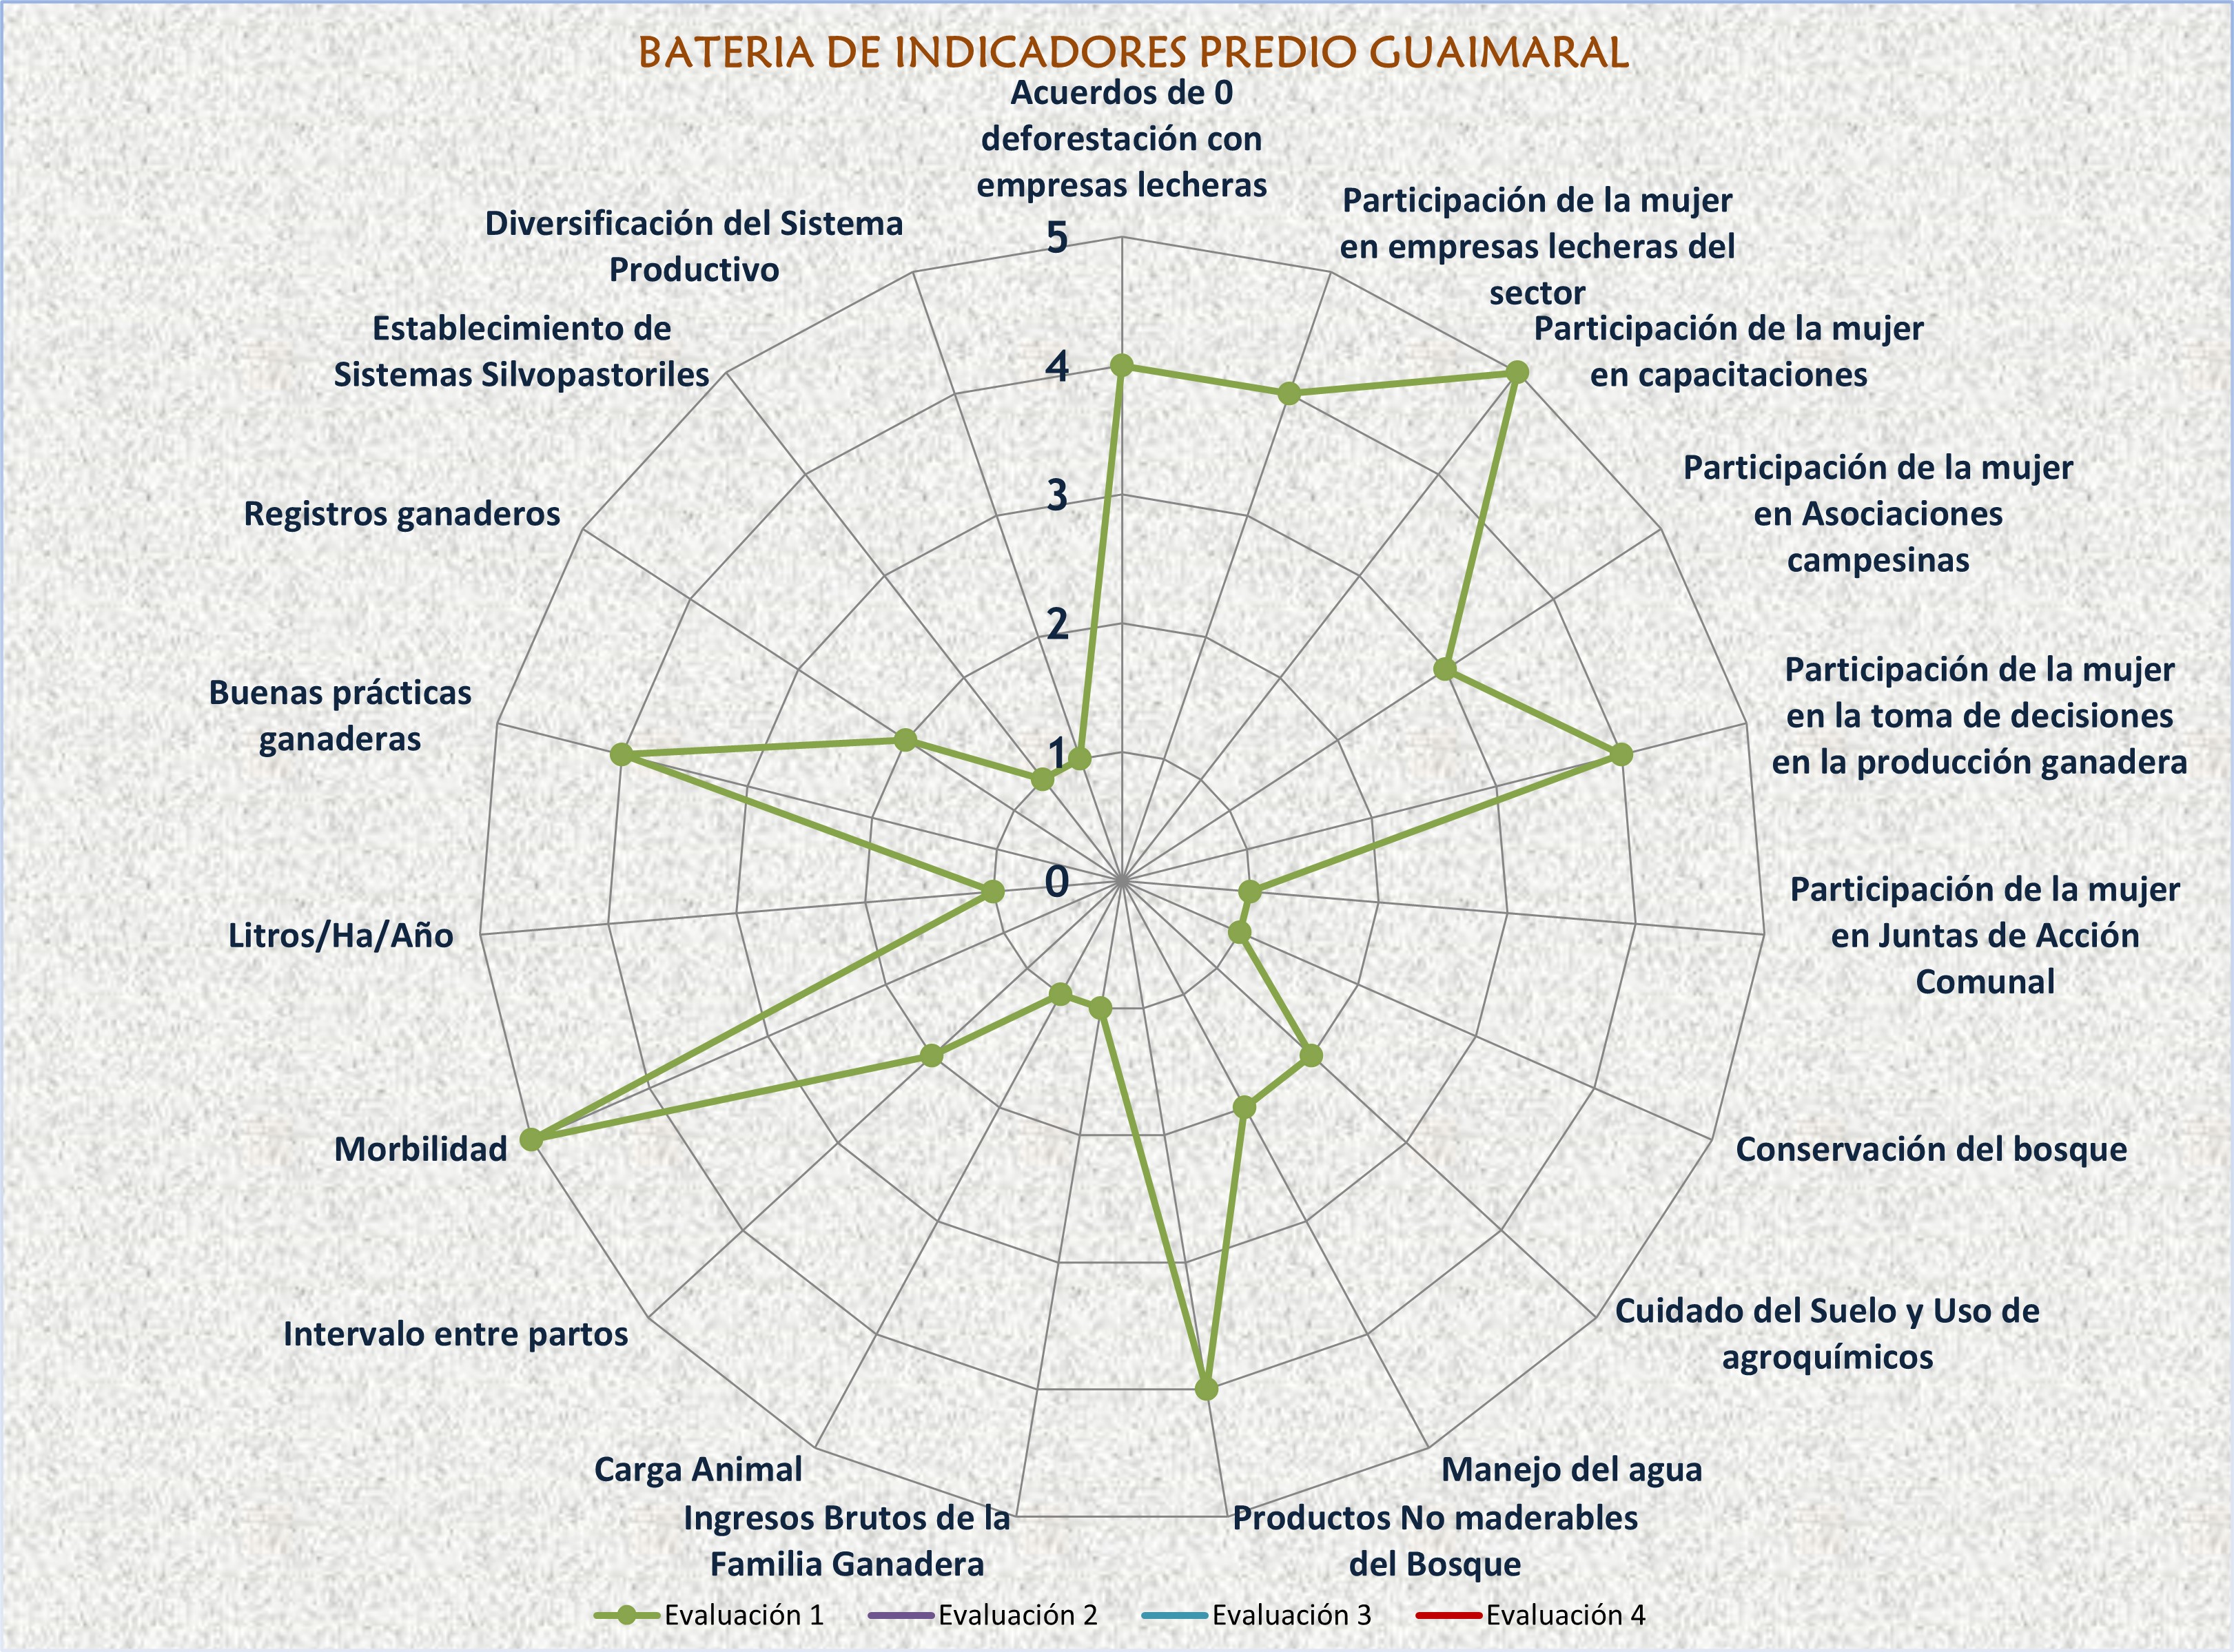 BATERIA DE INDICADORES PREDIO GUAIMARAL
Acuerdos de 0
deforestación con
empresas lecheras
Participación de la mujer
en empresas lecheras del
sector
Participación de la mujer
en capacitaciones
Participación de la mujer
en Asociaciones
campesinas
Participación de la mujer
en la toma de decisiones
en la producción ganadera
Participación de la mujer
en Juntas de Acción
Comunal
Conservación del bosque
Cuidado del Suelo y Uso de
agroquímicos
Manejo del agua
Productos No maderables
del Bosque
Ingresos Brutos de la
Familia Ganadera
Carga Animal
Intervalo entre partos
Morbilidad
Litros/Ha/Año
Buenas prácticas
ganaderas
Registros ganaderos
Establecimiento de
Sistemas Silvopastoriles
Diversificación del Sistema
Productivo
5
4
3
2
1
0
Evaluación 1
Evaluación 2
Evaluación 3
Evaluación 4